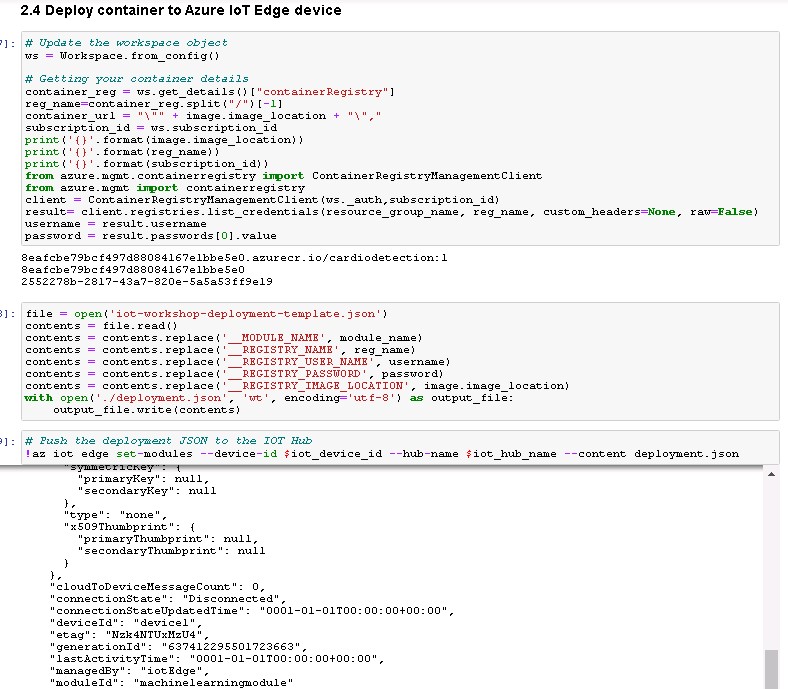 2.4 Deploy container to Azure IoT Edge device
]:
# Update the workspace object
ws = Workspace.from_config()
# Getting your container details
container_reg = ws.get_details()["containerRegistry"]
reg_name=container_reg.split("/")[-1]
container_url = "\"" + image.image_location + "\","
subscription_id = ws.subscription_id
print('{}'.format(image.image_location))
print('{}'.format(reg_name))
print('{}'.format(subscription_id))
from azure.mgmt.containerregistry import ContainerRegistryManagementClient
from azure.mgmt import containerregistry
client = ContainerRegistryManagementClient(ws._auth,subscription_id)
result= client.registries.list_credentials(resource_group_name, reg_name, custom_headers=None, raw=False)
username = result.username
password = result.passwords[0].value
8eafcbe79bcf497d88084167e1bbe5e0.azurecr.io/cardiodetection:1
8eafcbe79bcf497d88084167e1bbe5e0
2552278b-2817-43a7-820e-5a5a53ff9e19
]:
file = open('iot-workshop-deployment-template.json')
contents = file.read()
contents = contents.replace('__MODULE_NAME', module_name)
contents = contents.replace('__REGISTRY_NAME', reg_name)
contents = contents.replace('__REGISTRY_USER_NAME', username)
contents = contents.replace('__REGISTRY_PASSWORD', password)
contents = contents.replace('__REGISTRY_IMAGE_LOCATION', image.image_location)
with open('./deployment.json', 'wt', encoding='utf-8') as output_file:
output_file.write(contents)
]:
# Push the deployment JSON to the IOT Hub
!az iot edge set-modules --device-id $iot_device_id --hub-name $iot_hub_name --content deployment.json
"symmetricKey": {
"primaryKey": null,
"secondaryKey": null
},
"type": "none",
"x509Thumbprint": {
"primaryThumbprint": null,
"secondaryThumbprint": null
}
},
"cloudToDeviceMessageCount": 0,
"connectionState": "Disconnected",
"connectionStateUpdatedTime": "0001-01-01T00:00:00+00:00",
"deviceId": "device1",
"etag": "Nzk4NTUxMzU4",
"generationId": "637412295501723663",
"lastActivityTime": "0001-01-01T00:00:00+00:00",
"managedBy": "iotEdge",
"moduleId": "machinelearningmodule"